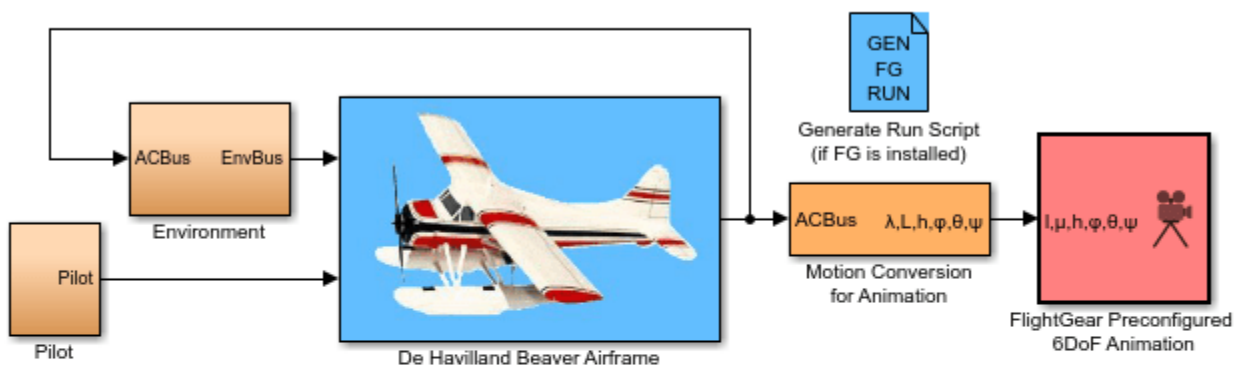 GEN
FG
RUN
Generate Run Script
(if FG is installed)
ACBus EnvBus
Environment
Pilot
Pilot
De Havilland Beaver Airframe
ACBus λ,L,h,φ,θ,ψ
Motion Conversion
for Animation
l,μ,h,φ,θ,ψ
FlightGear Preconfigured
6DoF Animation